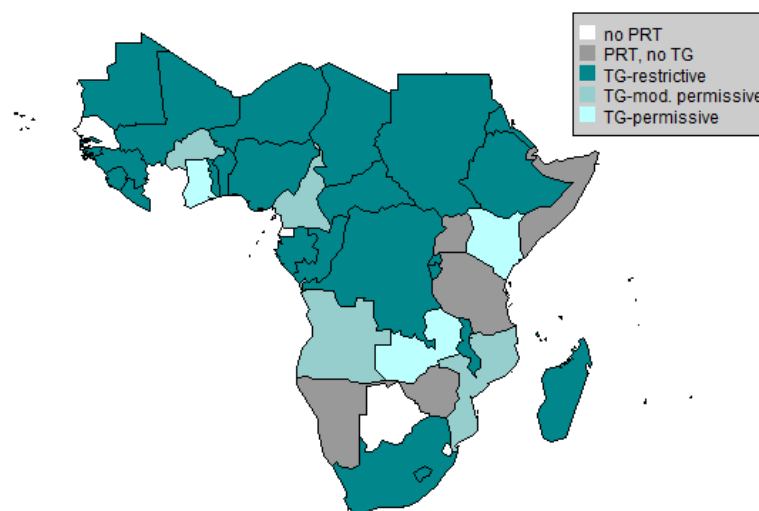 no PRT
PRT, no TG
TG-restrictive
TG-mod. permissive
TG-permissive